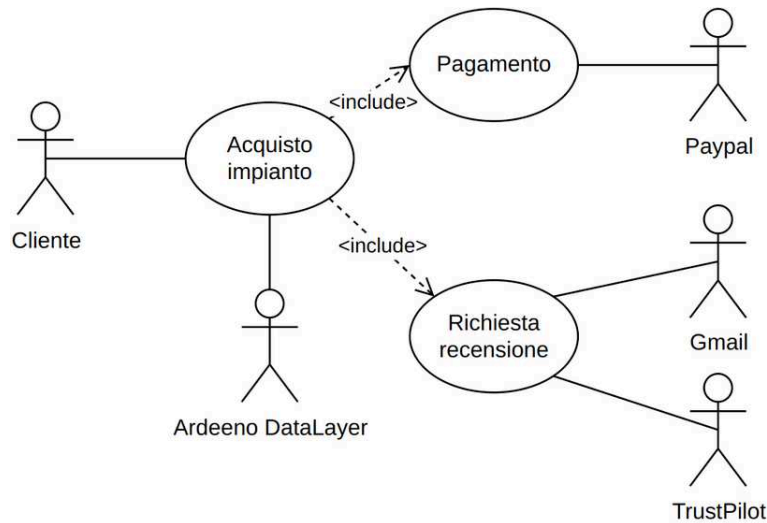 Pagamento
Paypal
<include>
Acquisto
impianto
Cliente
<include>
Gmail
Richiesta
recensione
Ardeeno DataLayer
TrustPilot